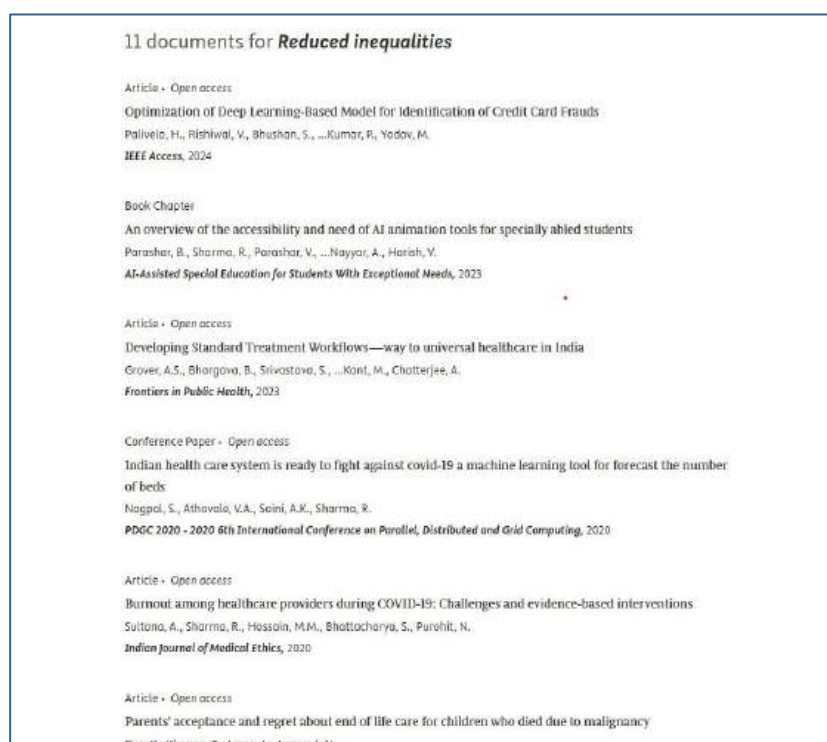 11 documents for Reduced inequalities
Article • Open access
Optimization of Deep Learning-Based Model for Identification of Credit Card Frauds
Palivela, H., Rishiwal, V., Bhushan, S., ...Kumar, P., Yadav, M.
IEEE Access, 2024
Book Chapter
An overview of the accessibility and need of AI animation tools for specially abled students
Parashar, B., Sharma, R., Parashar, V., ...Nayyar, A., Harish, V.
AI-Assisted Special Education for Students With Exceptional Needs, 2023
Article • Open access
Developing Standard Treatment Workflows—way to universal healthcare in India
Grover, A.S., Bhargava, B., Srivastava, S., ...Kant, M., Chatterjee, A.
Frontiers in Public Health, 2023
Conference Paper • Open access
Indian health care system is ready to fight against covid-19 a machine learning tool for forecast the number
of beds
Nagpal, S., Athavale, V.A., Saini, A.K., Sharma, R.
PDGC 2020 - 2020 6th International Conference on Parallel, Distributed and Grid Computing, 2020
Article • Open access
Burnout among healthcare providers during COVID-19: Challenges and evidence-based interventions
Sultana, A., Sharma, R., Hossain, M.M., Bhattacharya, S., Purohit, N.
Indian Journal of Medical Ethics, 2020
Article • Open access
Parents' acceptance and regret about end of life care for children who died due to malignancy